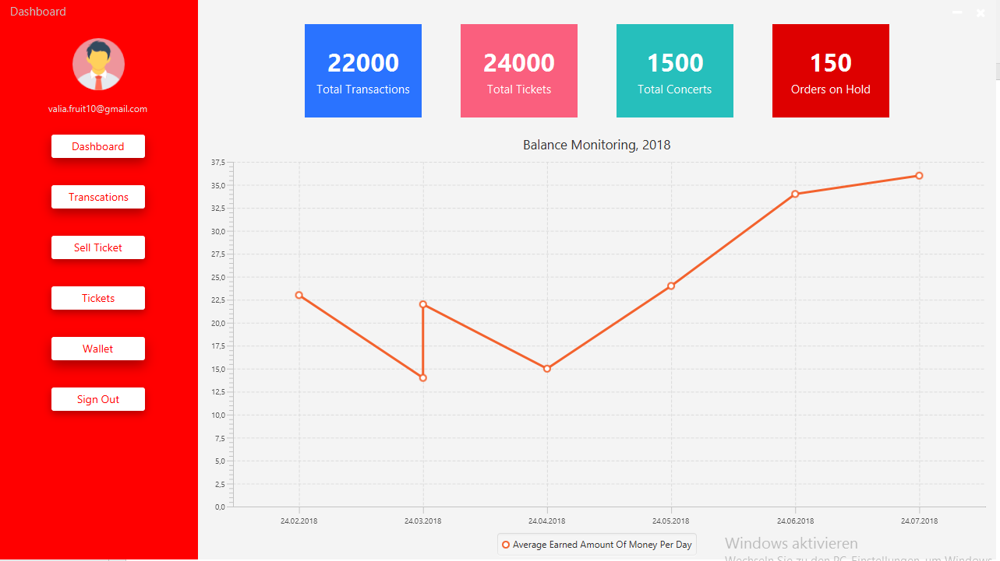 Dashboard
valia.fruit10@gmail.com
Dashboard
Transcations
Sell Ticket
Tickets
Wallet
Sign Out
22000
Total Transactions
24000
Total Tickets
1500
Total Concerts
150
Orders on Hold
Balance Monitoring, 2018
37,5
35,0
32,5
30,0
27,5
25,0
22,5
20,0
17,5
15,0
12,5
10,0
7,5
5,0
2,5
0,0
24.02.2018 24.03.2018 24.04.2018 24.05.2018 24.06.2018 24.07.2018
Average Earned Amount Of Money Per Day
Windows aktivieren
Wechseln Sie zu den PC-Einstellungen, um Windows